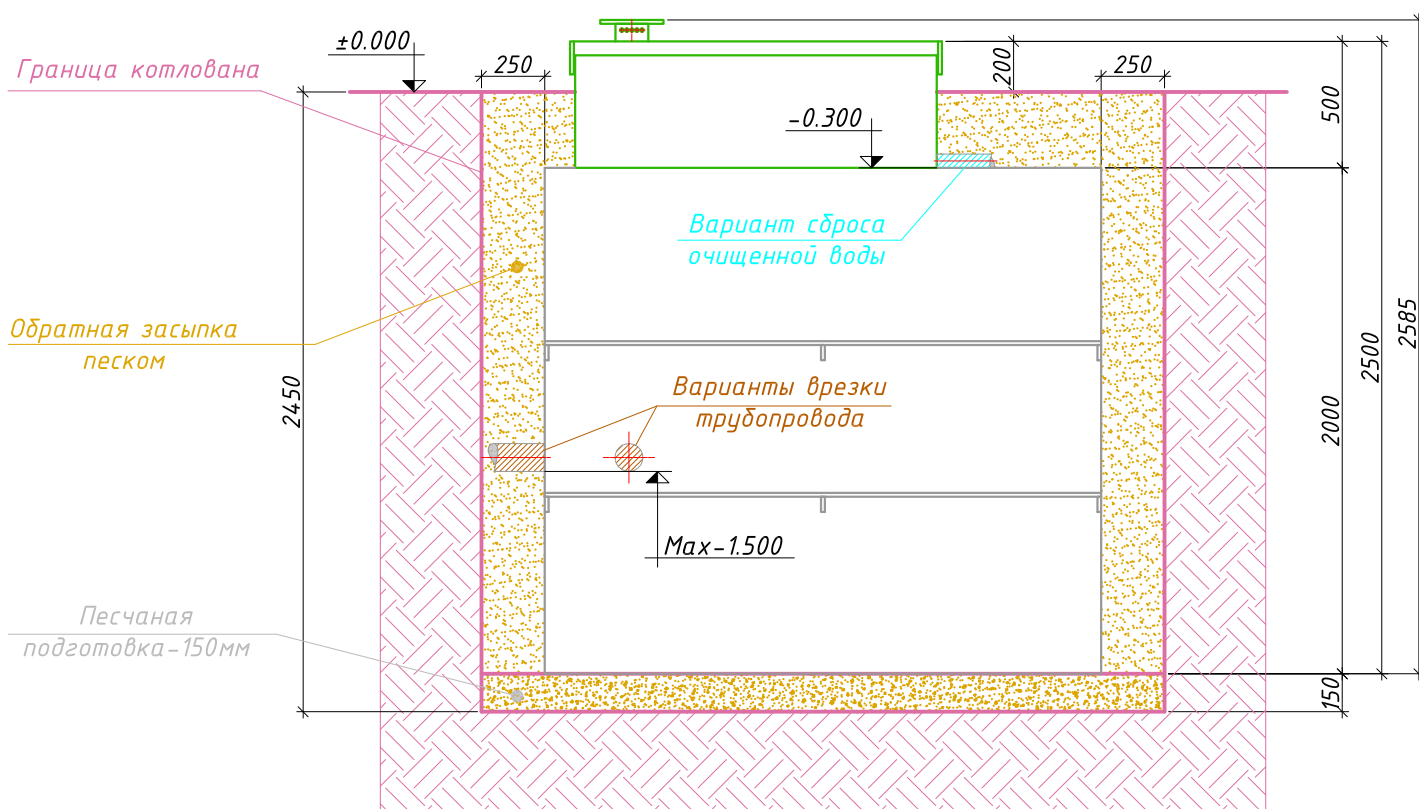 ±0.000
Граница котлована
250
200
250
-0.300
500
Вариант сброса
очищенной воды
Обратная засыпка
песком
2450
Варианты врезки
трубопровода
2000
2500
2585
Max-1.500
Песчаная
подготовка-150мм
150